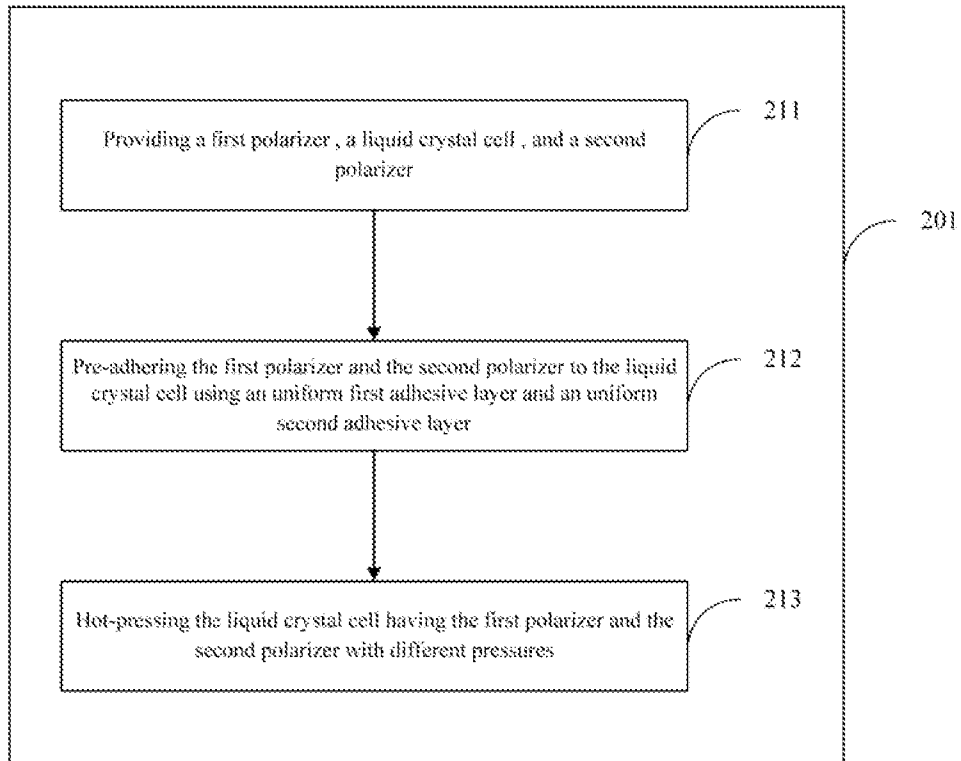 211
Providing a first polarizer , a liquid crystal cell , and a second
polarizer
201
212
Pre-adhering the first polarizer and the second polarizer to the liquid
crystal cell using an uniform first adhesive layer and an uniform
second adhesive layer
213
Hot-pressing the liquid crystal cell having the first polarizer and the
second polarizer with different pressures